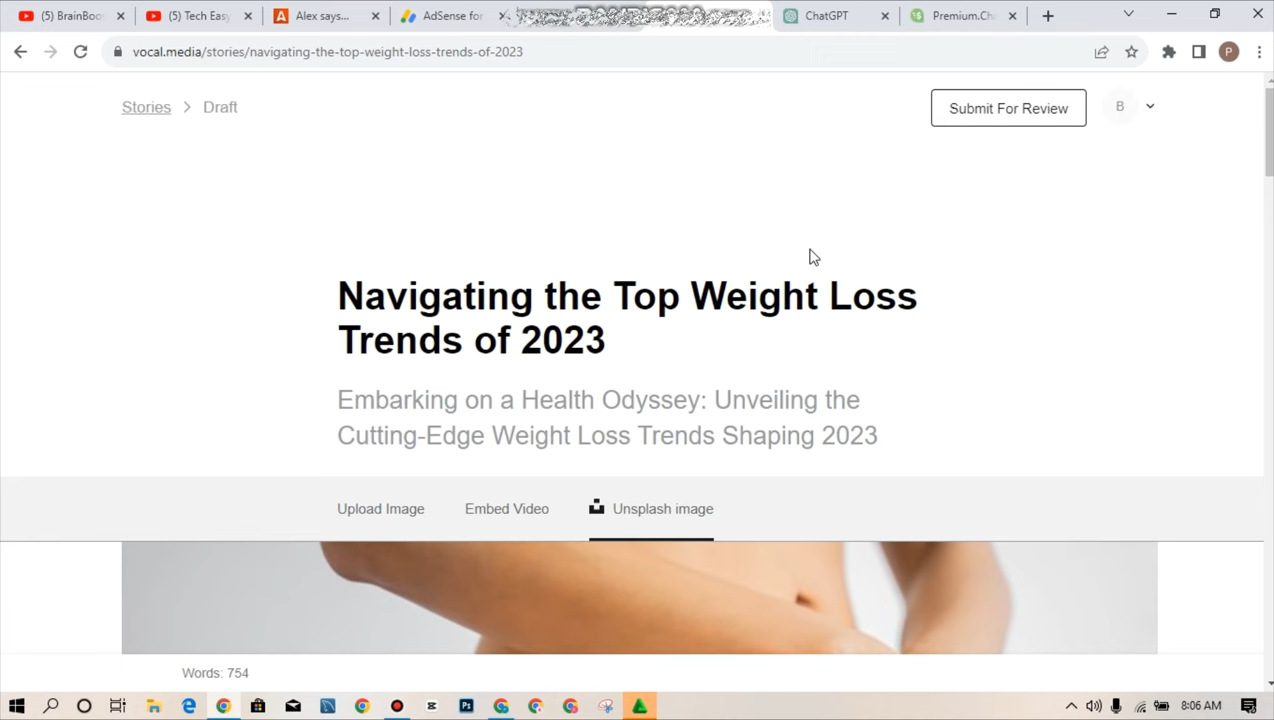 (5) BrainBoo
(5) Tech Easy
Alex says...
AdSense for
ChatGPT
Premium.Ch
vocal.media/stories/navigating-the-top-weight-loss-trends-of-2023
P
Stories > Draft
Submit For Review
B
Navigating the Top Weight Loss
Trends of 2023
Embarking on a Health Odyssey: Unveiling the
Cutting-Edge Weight Loss Trends Shaping 2023
Upload Image
Embed Video
Unsplash image
Words: 754
Ps
8:06 AM